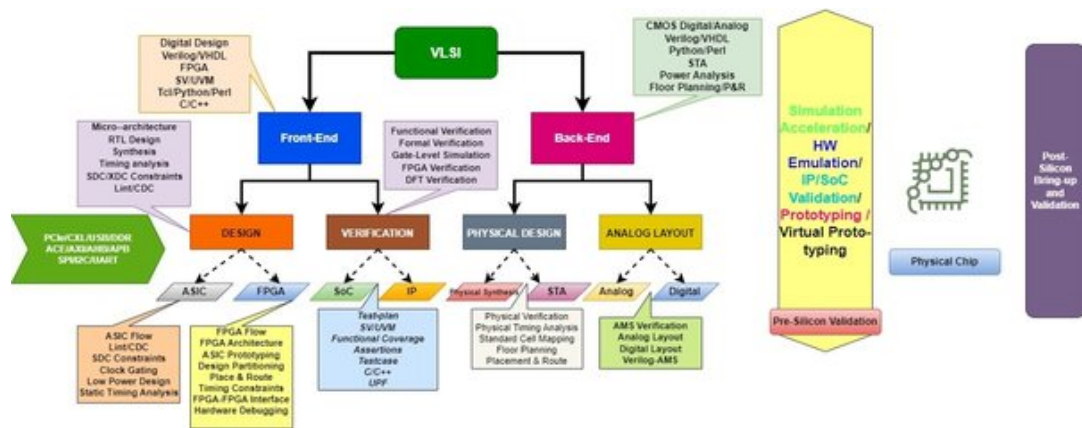 VLSI
Digital Design
Verilog/VHDL
FPGA
SV/UVM
Tcl/Python/Perl
C/C++
CMOS Digital/Analog
Verilog/VHDL
Python/Perl
STA
Power Analysis
Floor Planning/P&R
Front-End
Back-End
Micro--architecture
RTL Design
Synthesis
Timing analysis
SDC/XDC Constraints
Lint/CDC
Functional Verification
Formal Verification
Gate-Level Simulation
FPGA Verification
DFT Verification
PCIe/CXL/USB/DDR
ACE/AXI/AHB/APB
SPI/I2C/UART
DESIGN
VERIFICATION
PHYSICAL DESIGN
ANALOG LAYOUT
ASIC
FPGA
SoC
IP
Physical Synthesis
STA
Analog
Digital
ASIC Flow
Lint/CDC
SDC Constraints
Clock Gating
Low Power Design
Static Timing Analysis
FPGA Flow
FPGA Architecture
ASIC Prototyping
Design Partitioning
Place & Route
Timing Constraints
FPGA-FPGA Interface
Hardware Debugging
Test-plan
SV/UVM
Functional Coverage
Assertions
Testcase
C/C++
UPF
Physical Verification
Physical Timing Analysis
Standard Cell Mapping
Floor Planning
Placement & Route
AMS Verification
Analog Layout
Digital Layout
Verilog-AMS
Simulation
Acceleration/
HW
Emulation/
IP/SoC
Validation/
Prototyping /
Virtual Proto-
typing
Pre-Silicon Validation
Physical Chip
Post-
Silicon
Bring-up
and
Validation